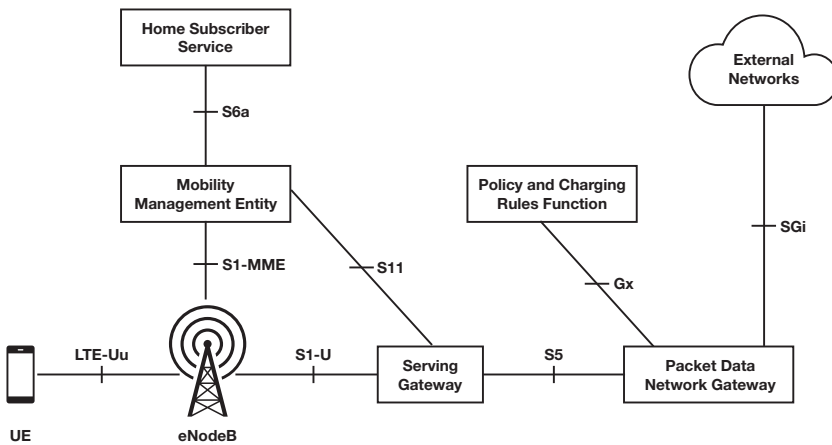 Home Subscriber
Service
External
Networks
S6a
Mobility
Management Entity
Policy and Charging
Rules Function
SGi
S1-MME
S11
Gx
LTE-Uu
S1-U
Serving
Gateway
S5
Packet Data
Network Gateway
UE
eNodeB